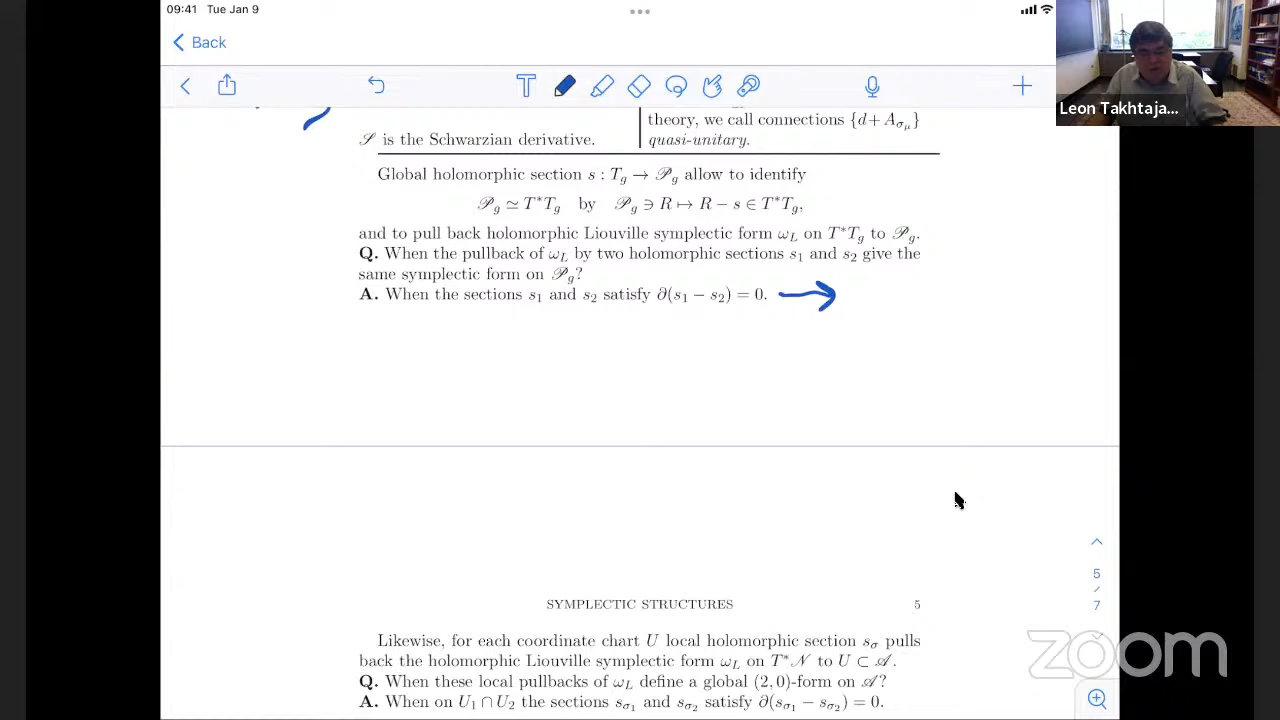 09:41 Tue Jan 9
Back
Leon Takhtaja...
theory, we call connections {d + A_{σ_μ}}
𝒮 is the Schwarzian derivative.
quasi-unitary.
Global holomorphic section s : T_g → 𝒫_g allow to identify
𝒫_g ≃ T*T_g by 𝒫_g ∋ R ↦ R − s ∈ T*T_g,
and to pull back holomorphic Liouville symplectic form ω_L on T*T_g to 𝒫_g.
Q. When the pullback of ω_L by two holomorphic sections s_1 and s_2 give the
same symplectic form on 𝒫_g?
A. When the sections s_1 and s_2 satisfy ∂(s_1 − s_2) = 0.
5
/
7
SYMPLECTIC STRUCTURES 5
Likewise, for each coordinate chart U local holomorphic section s_σ pulls
back the holomorphic Liouville symplectic form ω_L on T*𝒩 to U ⊂ 𝒜.
Q. When these local pullbacks of ω_L define a global (2, 0)-form on 𝒜?
A. When on U_1 ∩ U_2 the sections s_{σ_1} and s_{σ_2} satisfy ∂(s_{σ_1} − s_{σ_2}) = 0.
zoom